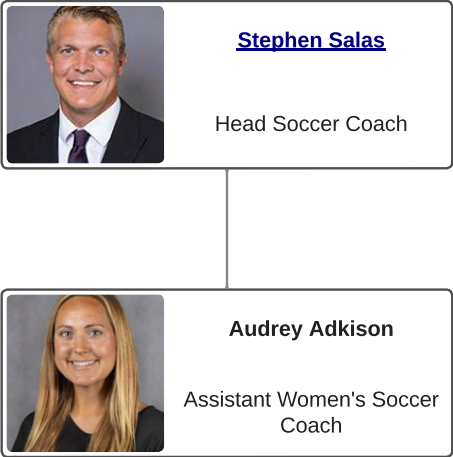 Stephen Salas
Head Soccer Coach
Audrey Adkison
Assistant Women's Soccer
Coach